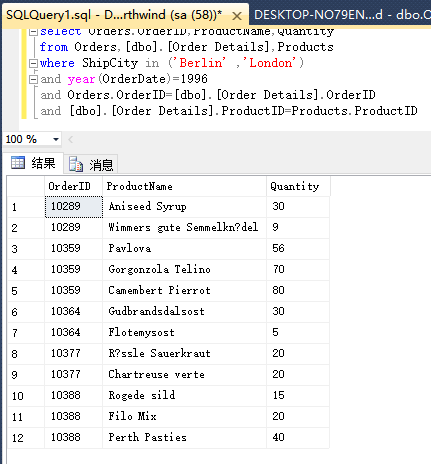 SQLQuery1.sql - D...rthwind (sa (58))*
DESKTOP-NO79EN...d - dbo.O
select Orders.OrderID,ProductName,Quantity
from Orders,[dbo].[Order Details],Products
where ShipCity in ('Berlin' ,'London')
and year(OrderDate)=1996
and Orders.OrderID=[dbo].[Order Details].OrderID
and [dbo].[Order Details].ProductID=Products.ProductID
100 %
结果 消息
OrderID ProductName Quantity
1 10289 Aniseed Syrup 30
2 10289 Wimmers gute Semmelkn?del 9
3 10359 Pavlova 56
4 10359 Gorgonzola Telino 70
5 10359 Camembert Pierrot 80
6 10364 Gudbrandsdalsost 30
7 10364 Flotemysost 5
8 10377 R?ssle Sauerkraut 20
9 10377 Chartreuse verte 20
10 10388 Rogede sild 15
11 10388 Filo Mix 20
12 10388 Perth Pasties 40